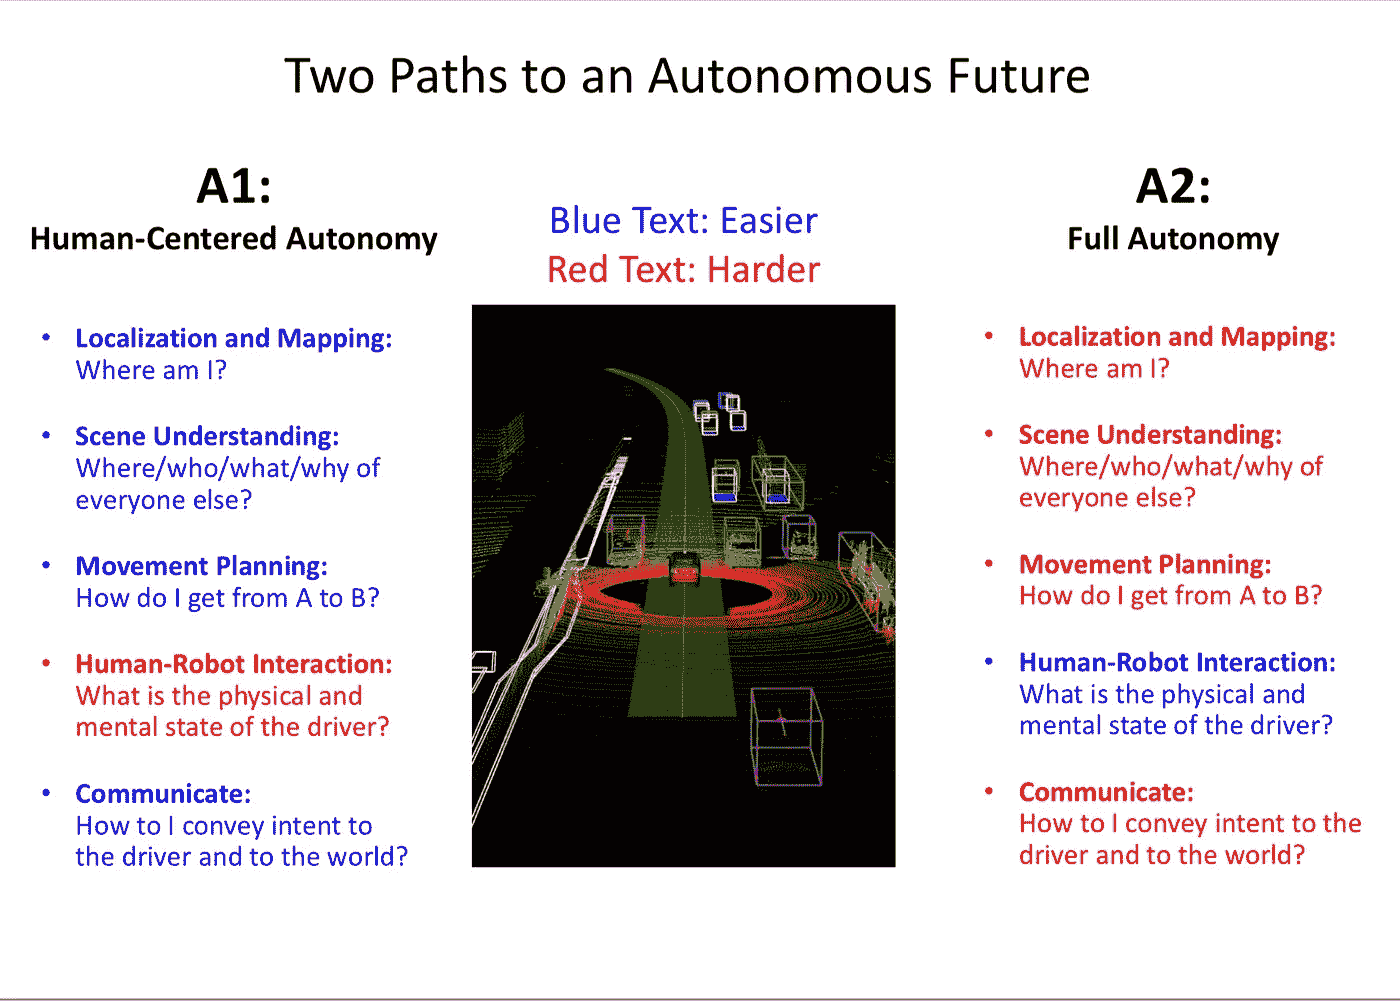 Two Paths to an Autonomous Future
A1:
Human-Centered Autonomy
• Localization and Mapping:
Where am I?
• Scene Understanding:
Where/who/what/why of
everyone else?
• Movement Planning:
How do I get from A to B?
• Human-Robot Interaction:
What is the physical and
mental state of the driver?
• Communicate:
How to I convey intent to
the driver and to the world?
Blue Text: Easier
Red Text: Harder
A2:
Full Autonomy
• Localization and Mapping:
Where am I?
• Scene Understanding:
Where/who/what/why of
everyone else?
• Movement Planning:
How do I get from A to B?
• Human-Robot Interaction:
What is the physical and
mental state of the driver?
• Communicate:
How to I convey intent to the
driver and to the world?